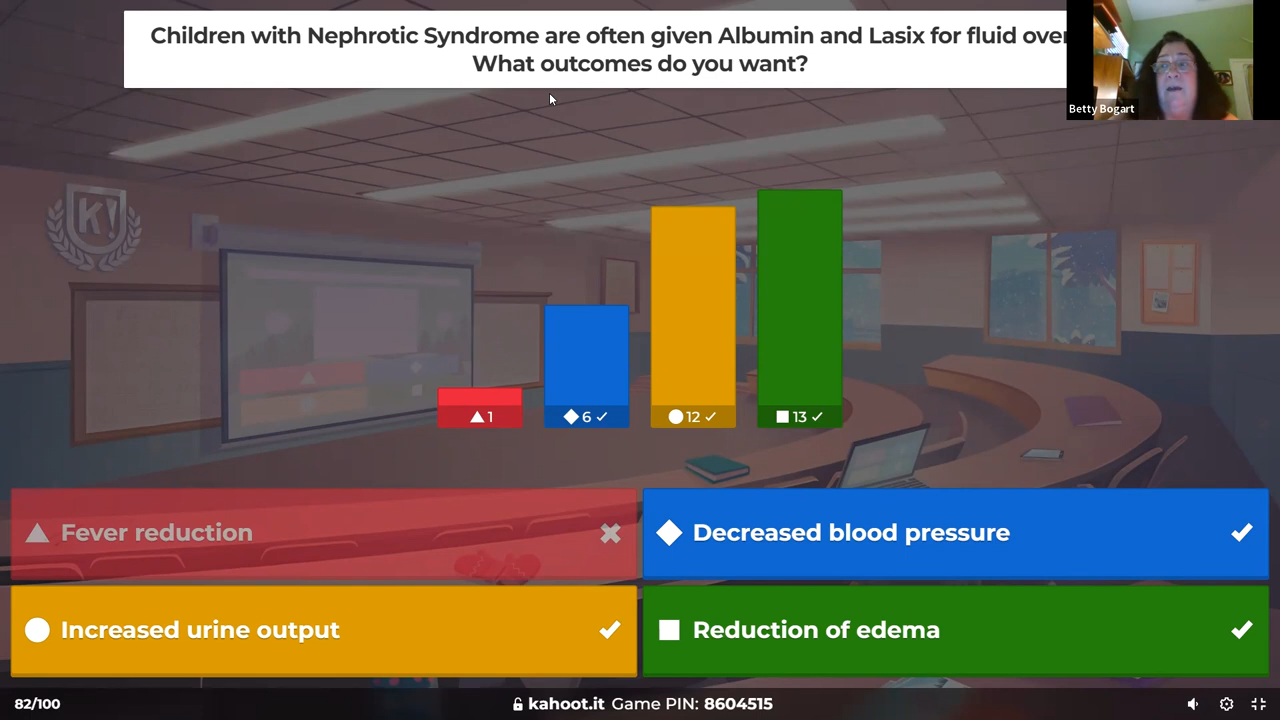 Children with Nephrotic Syndrome are often given Albumin and Lasix for fluid over
What outcomes do you want?
Betty Bogart
K!
1
6
12
13
Fever reduction
Decreased blood pressure
Increased urine output
Reduction of edema
82/100
kahoot.it Game PIN: 8604515